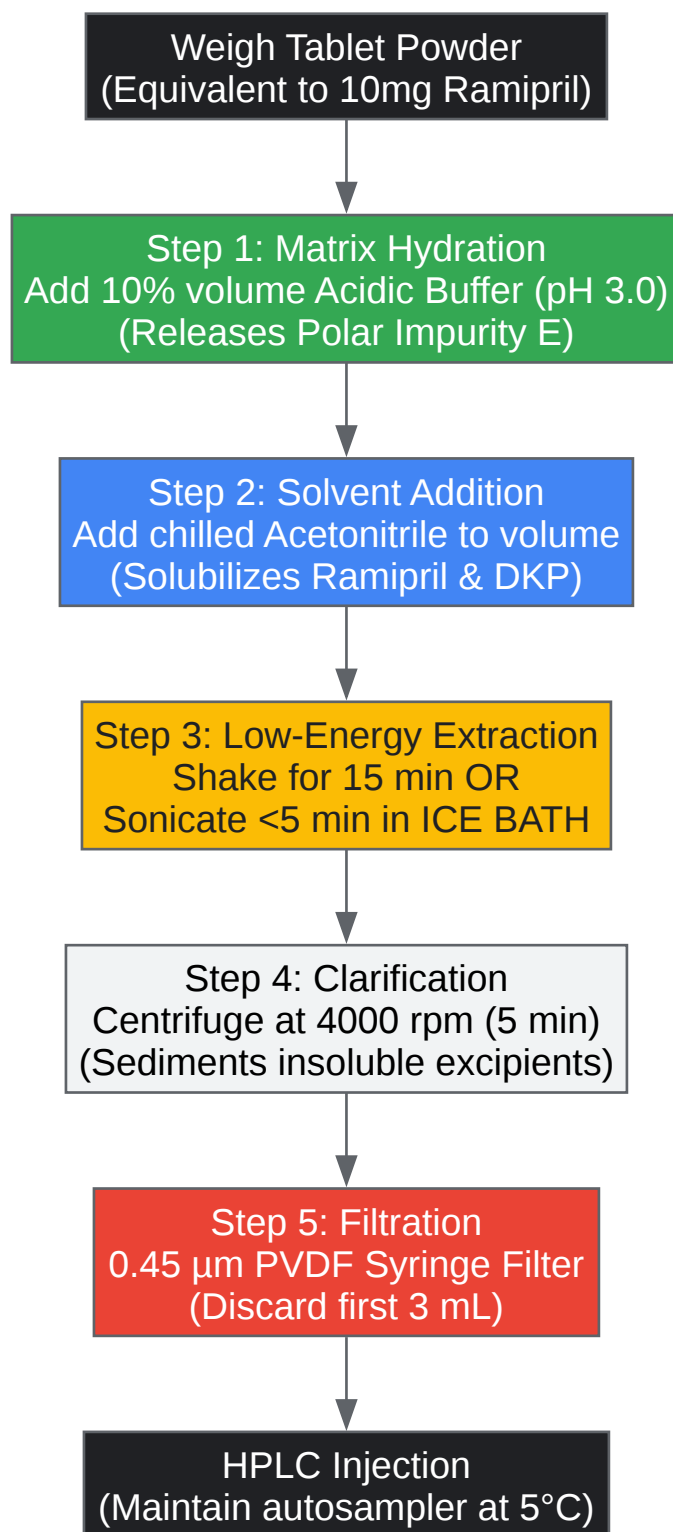 Weigh Tablet Powder
(Equivalent to 10mg Ramipril)
Step 1: Matrix Hydration
Add 10% volume Acidic Buffer (pH 3.0)
(Releases Polar Impurity E)
Step 2: Solvent Addition
Add chilled Acetonitrile to volume
(Solubilizes Ramipril & DKP)
Step 3: Low-Energy Extraction
Shake for 15 min OR
Sonicate <5 min in ICE BATH
Step 4: Clarification
Centrifuge at 4000 rpm (5 min)
(Sediments insoluble excipients)
Step 5: Filtration
0.45 µm PVDF Syringe Filter
(Discard first 3 mL)
HPLC Injection
(Maintain autosampler at 5°C)